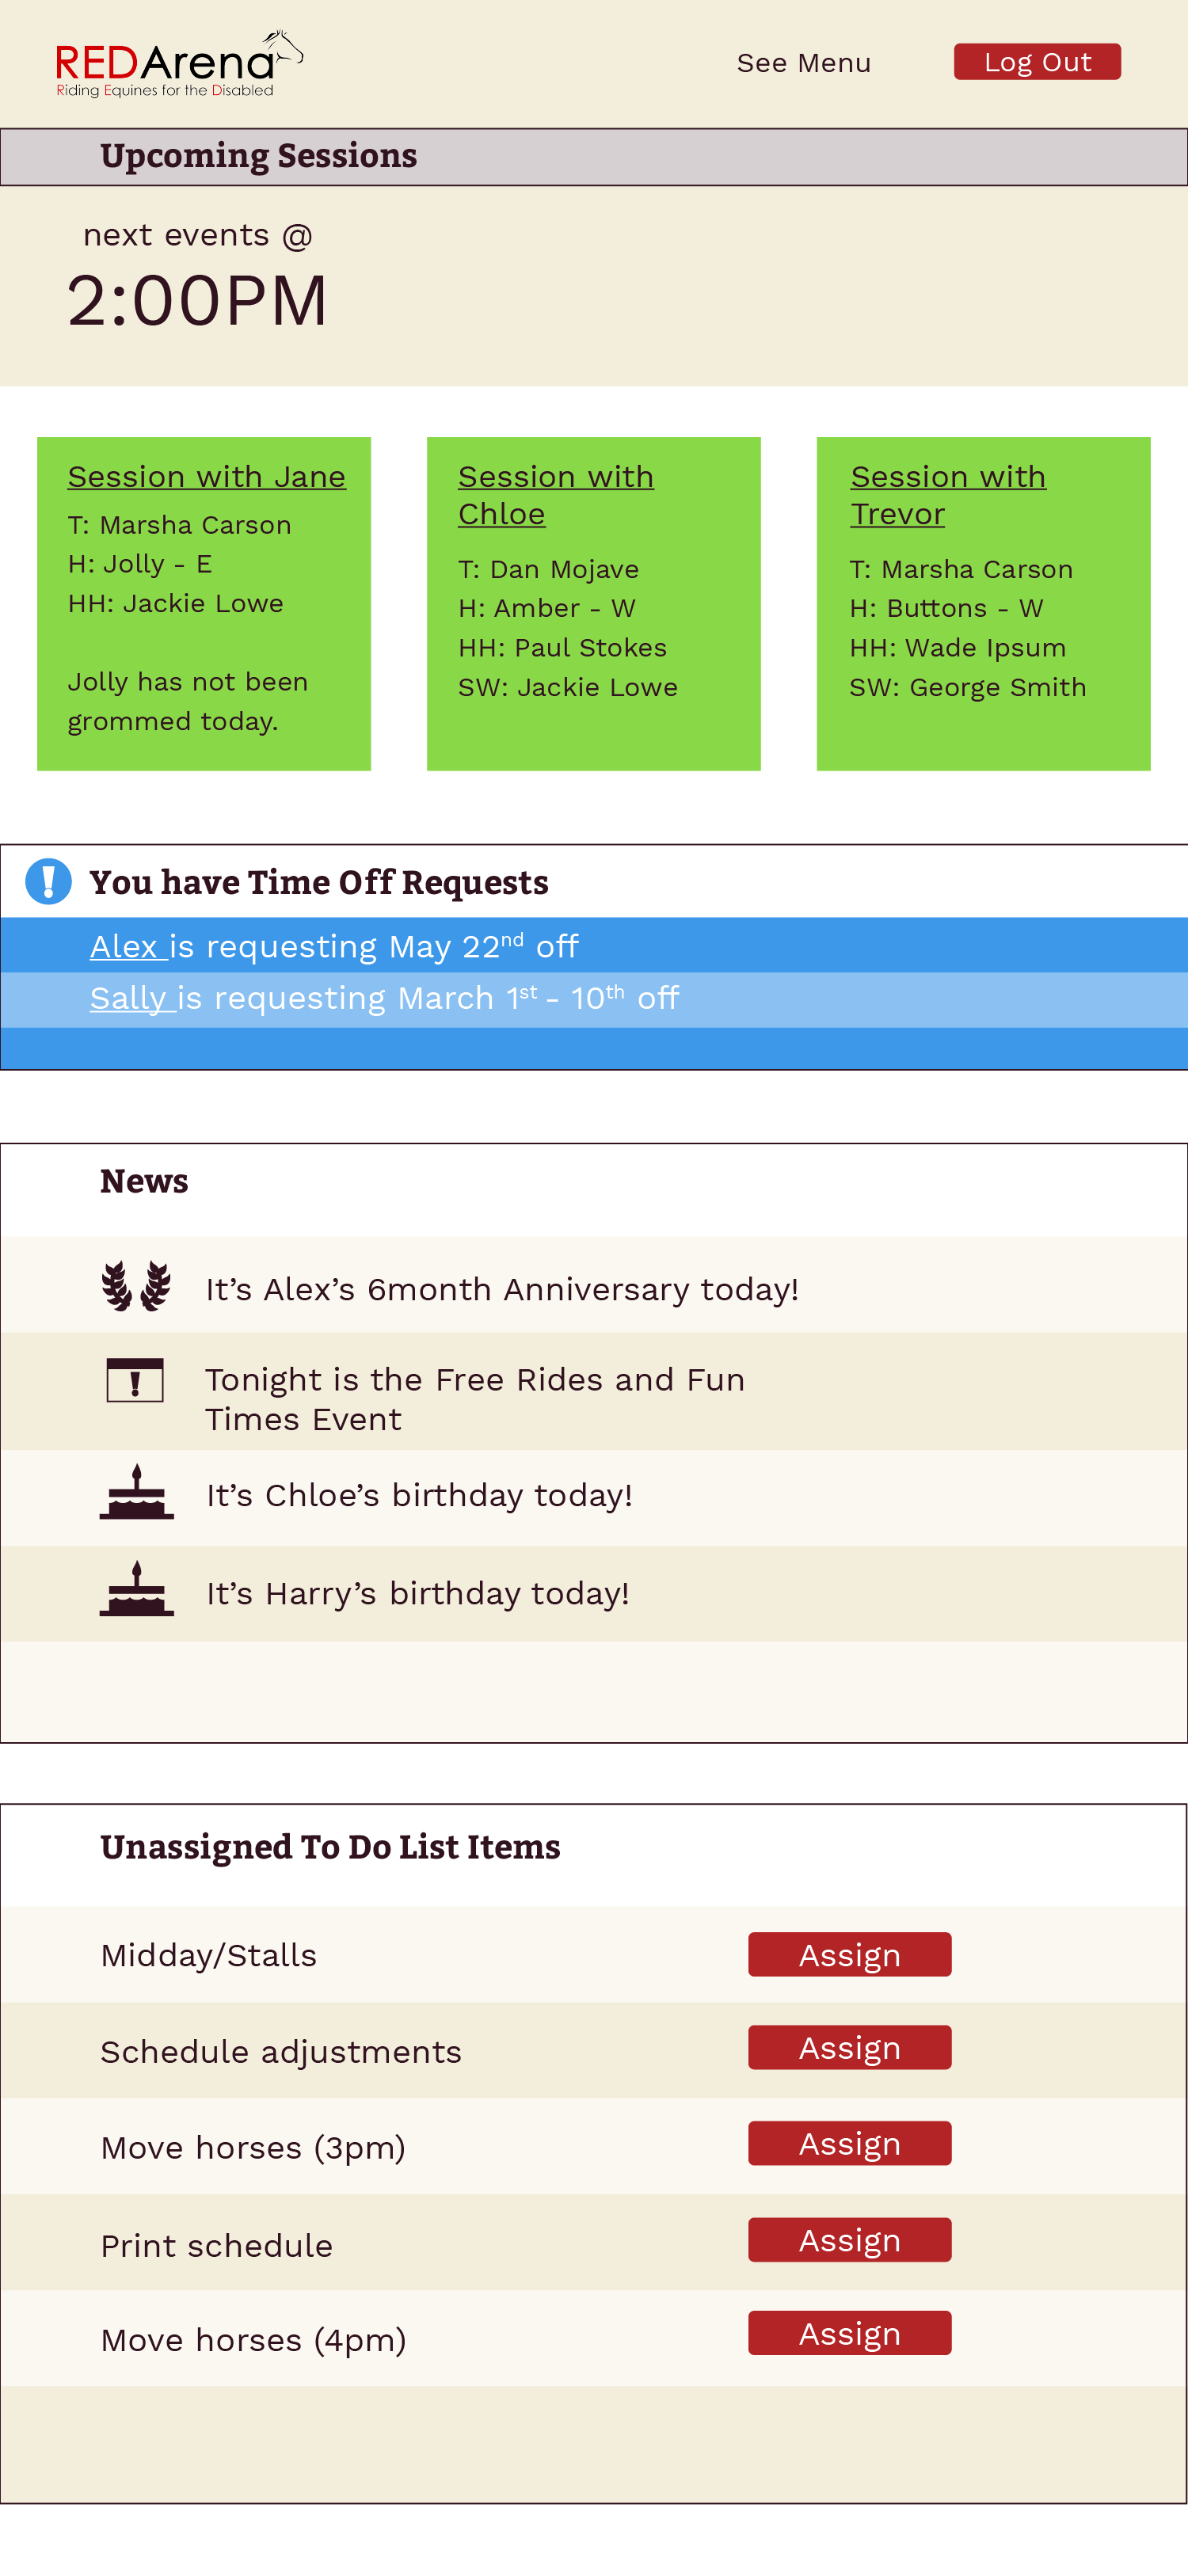 REDArena
Riding Equines for the Disabled
See Menu
Log Out
Upcoming Sessions
next events @
2:00PM
Session with Jane
T: Marsha Carson
H: Jolly - E
HH: Jackie Lowe
Jolly has not been
grommed today.
Session with
Chloe
T: Dan Mojave
H: Amber - W
HH: Paul Stokes
SW: Jackie Lowe
Session with
Trevor
T: Marsha Carson
H: Buttons - W
HH: Wade Ipsum
SW: George Smith
You have Time Off Requests
Alex is requesting May 22nd off
Sally is requesting March 1st - 10th off
News
It’s Alex’s 6month Anniversary today!
Tonight is the Free Rides and Fun
Times Event
It’s Chloe’s birthday today!
It’s Harry’s birthday today!
Unassigned To Do List Items
Midday/Stalls
Assign
Schedule adjustments
Assign
Move horses (3pm)
Assign
Print schedule
Assign
Move horses (4pm)
Assign